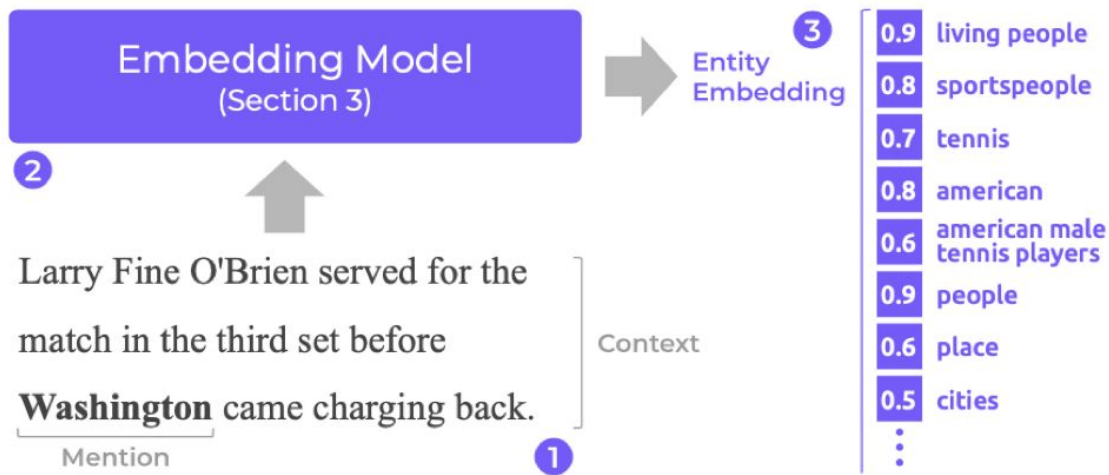 Embedding Model
(Section 3)
2
Larry Fine O'Brien served for the
match in the third set before
Washington came charging back.
Mention
Context
1
3
Entity
Embedding
0.9 living people
0.8 sportspeople
0.7 tennis
0.8 american
0.6 american male
tennis players
0.9 people
0.6 place
0.5 cities